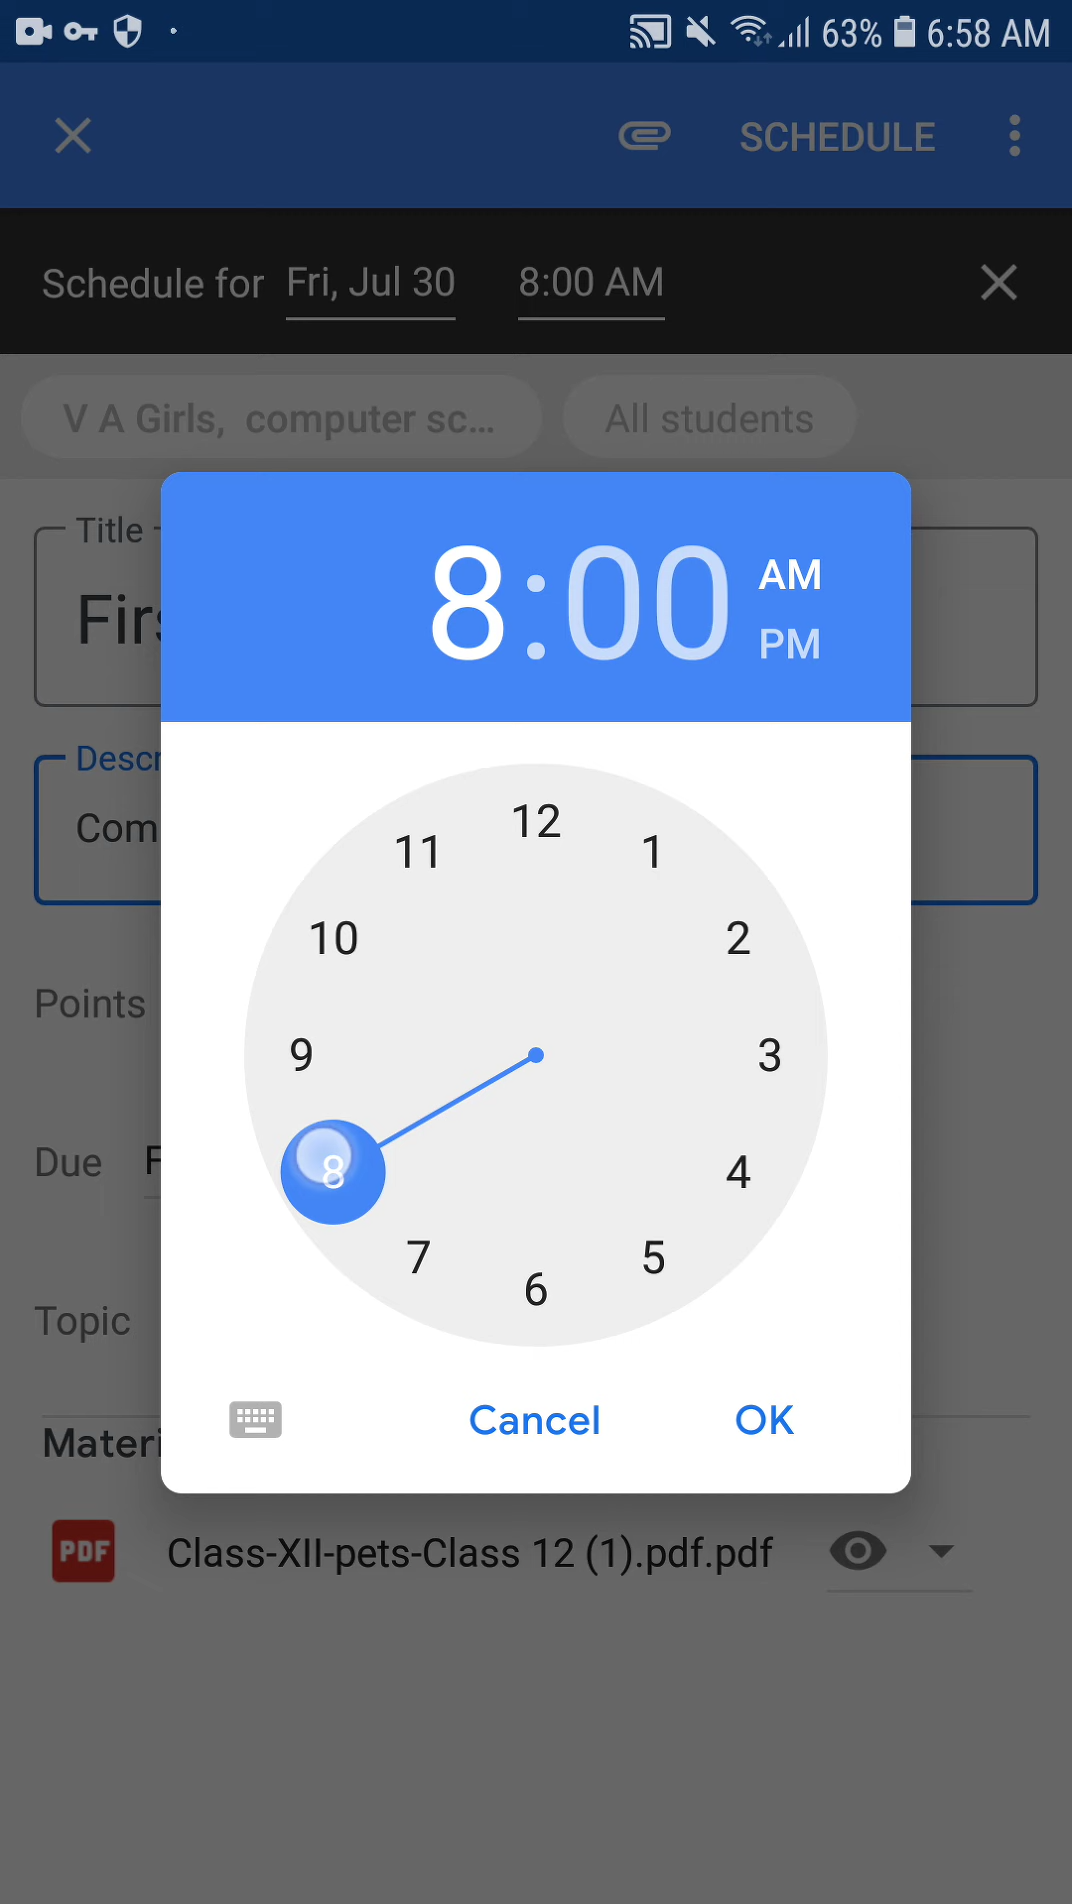 63% 6:58 AM
SCHEDULE
Schedule for Fri, Jul 30 8:00 AM
V A Girls, computer sc... All students
Title
8:00 AM
PM
12
11 1
10 2
9 3
8 4
7 5
6
Points
Due
Topic
Cancel OK
Class-XII-pets-Class 12 (1).pdf.pdf
PDF